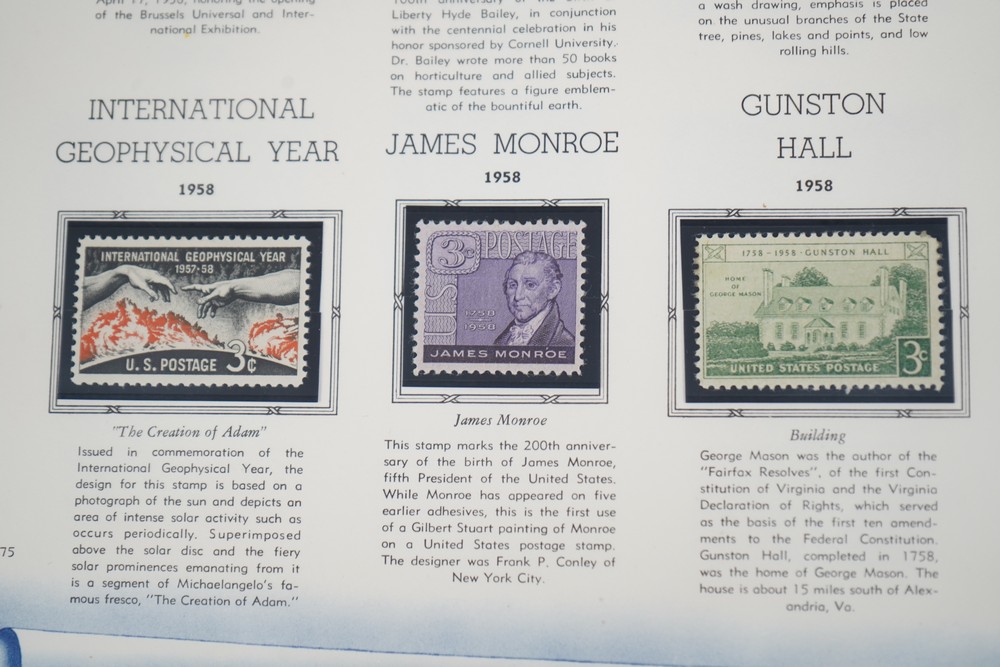 April 17, 1958, honoring the opening
of the Brussels Universal and Inter-
national Exhibition.
Liberty Hyde Bailey, in conjunction
with the centennial celebration in his
honor sponsored by Cornell University.
Dr. Bailey wrote more than 50 books
on horticulture and allied subjects.
The stamp features a figure emblem-
atic of the bountiful earth.
a wash drawing, emphasis is placed
on the unusual branches of the State
tree, pines, lakes and points, and low
rolling hills.
INTERNATIONAL
GEOPHYSICAL YEAR
1958
INTERNATIONAL GEOPHYSICAL YEAR
1957-58
U.S. POSTAGE 3¢
"The Creation of Adam"
Issued in commemoration of the
International Geophysical Year, the
design for this stamp is based on a
photograph of the sun and depicts an
area of intense solar activity such as
occurs periodically. Superimposed
above the solar disc and the fiery
solar prominences emanating from it
is a segment of Michaelangelo's fa-
mous fresco, "The Creation of Adam."
75
JAMES MONROE
1958
3¢ POSTAGE
U.S.
1758
1958
JAMES MONROE
James Monroe
This stamp marks the 200th anniver-
sary of the birth of James Monroe,
fifth President of the United States.
While Monroe has appeared on five
earlier adhesives, this is the first use
of a Gilbert Stuart painting of Monroe
on a United States postage stamp.
The designer was Frank P. Conley of
New York City.
GUNSTON
HALL
1958
1758-1958·GUNSTON HALL
HOME
OF
GEORGE MASON
UNITED STATES POSTAGE 3¢
Building
George Mason was the author of the
"Fairfax Resolves", of the first Con-
stitution of Virginia and the Virginia
Declaration of Rights, which served
as the basis of the first ten amend-
ments to the Federal Constitution.
Gunston Hall, completed in 1758,
was the home of George Mason. The
house is about 15 miles south of Alex-
andria, Va.